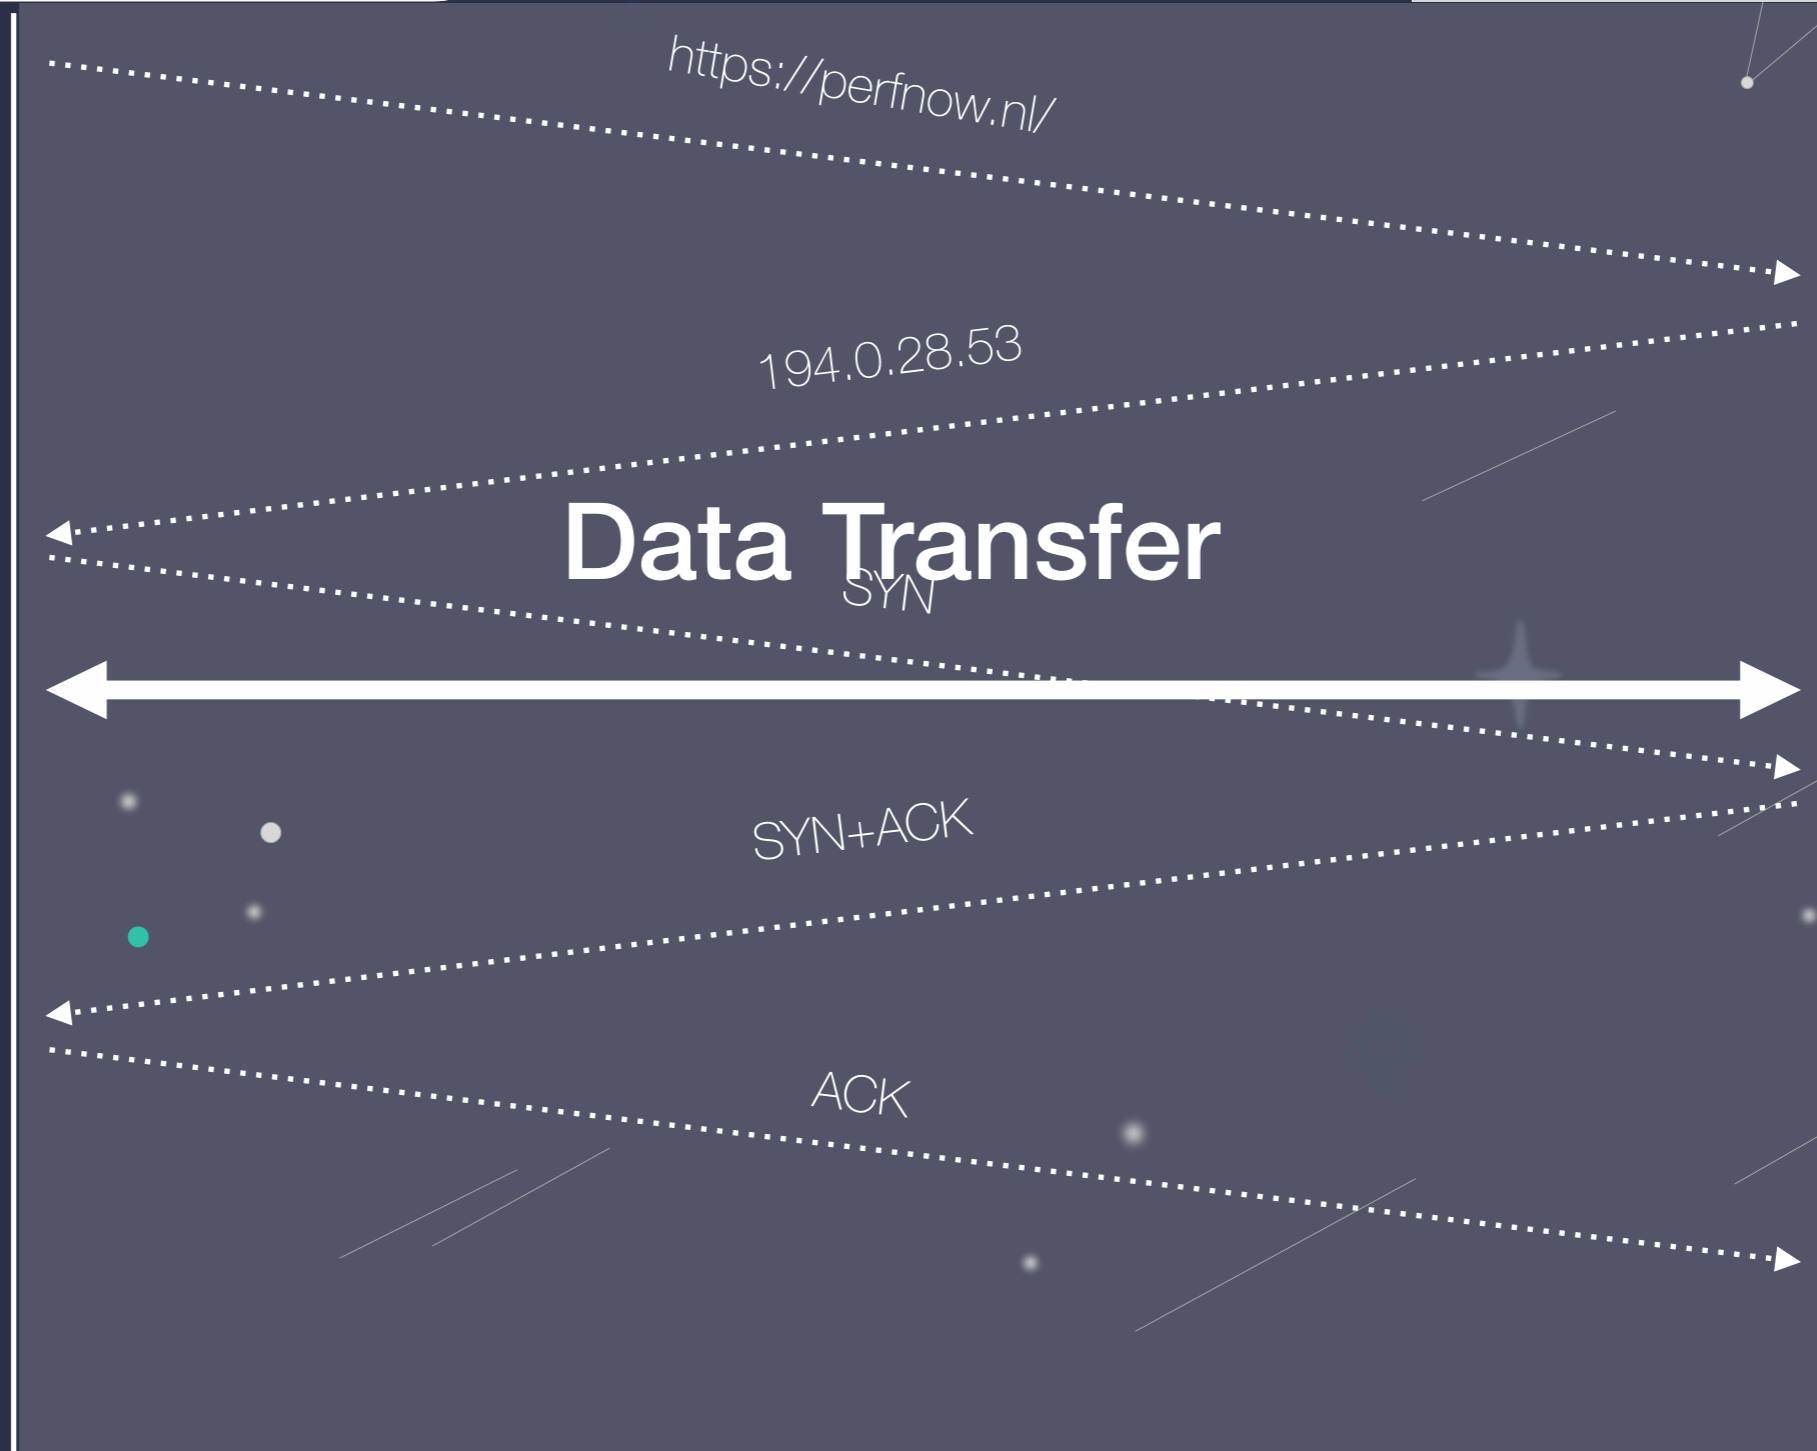 https://perfnow.nl/
194.0.28.53
Data Transfer
SYN
SYN+ACK
ACK